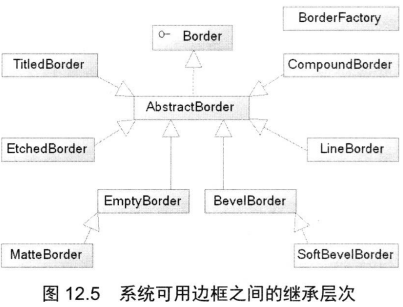 Border
BorderFactory
TitledBorder
CompoundBorder
AbstractBorder
EtchedBorder
LineBorder
EmptyBorder
BevelBorder
MatteBorder
SoftBevelBorder
图 12.5 系统可用边框之间的继承层次